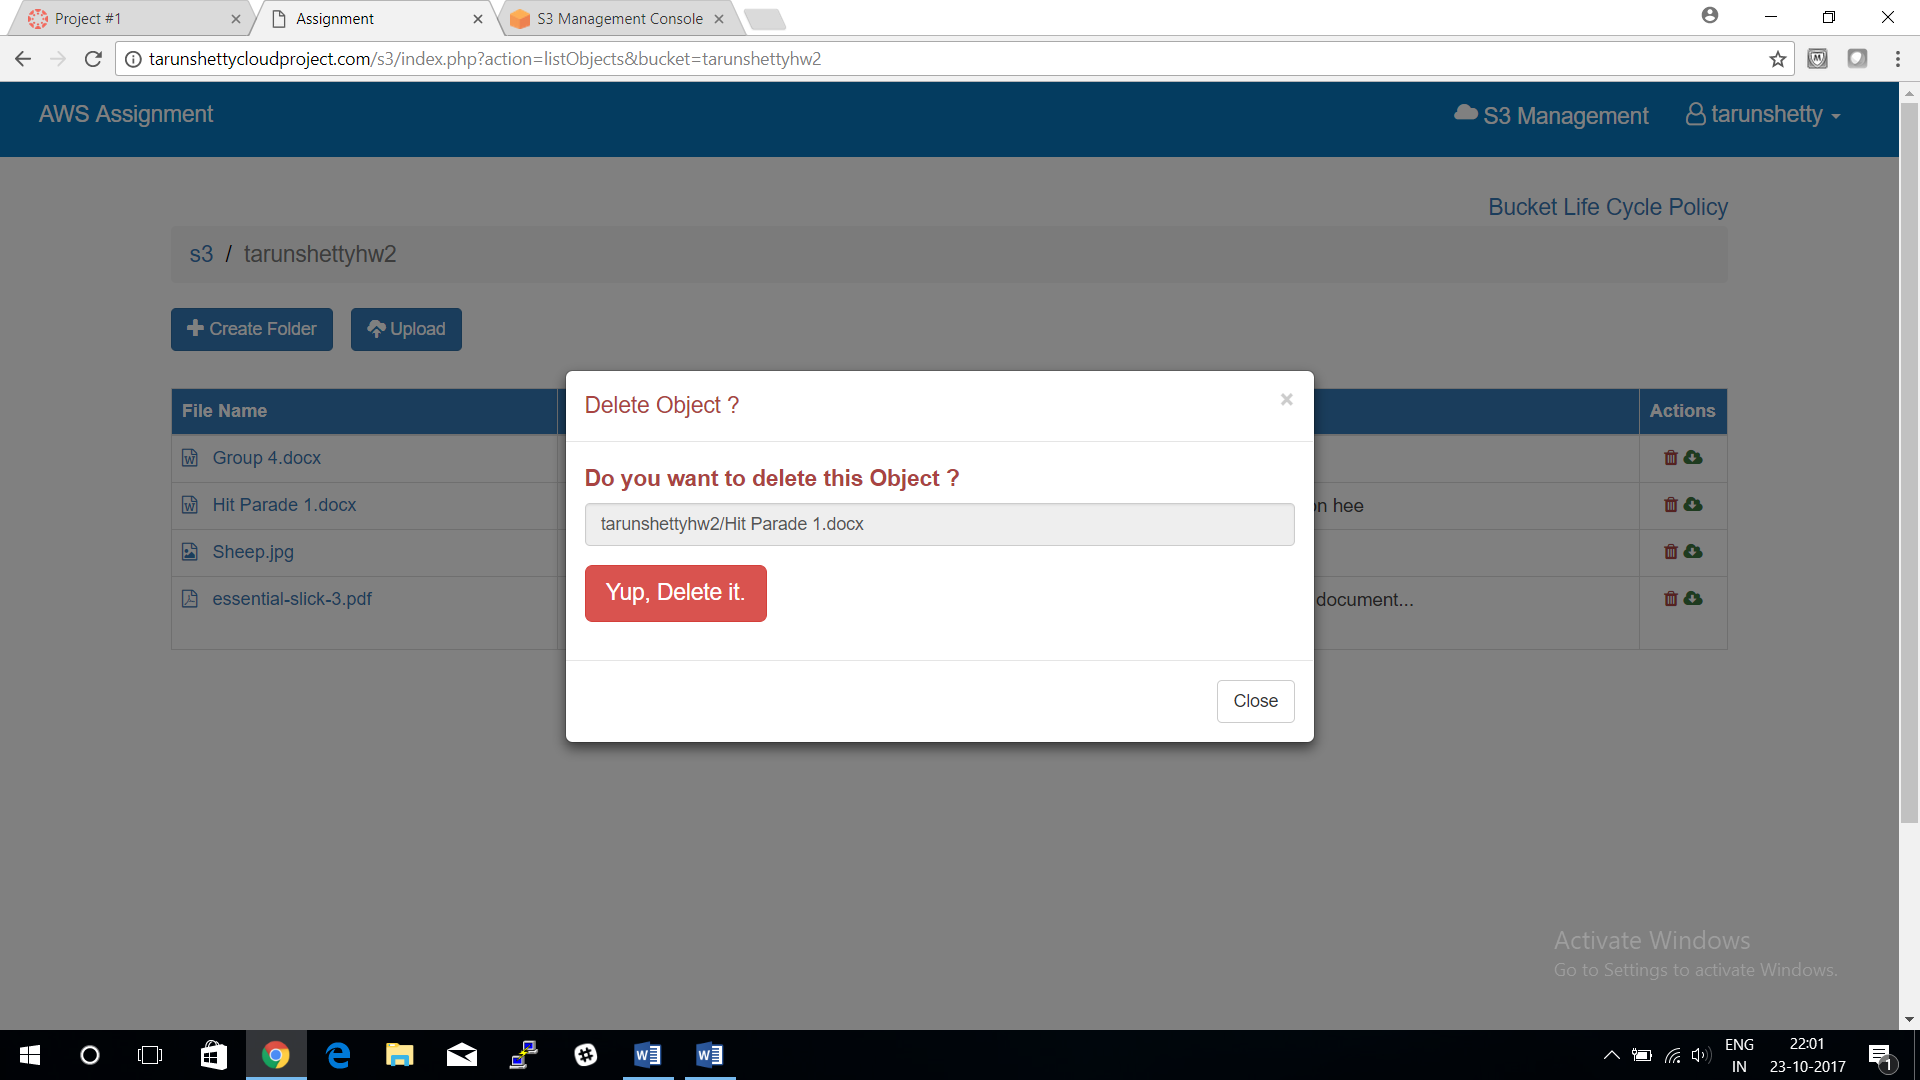 Project #1
Assignment
S3 Management Console
tarunshettycloudproject.com/s3/index.php?action=listObjects&bucket=tarunshettyhw2
AWS Assignment
S3 Management
tarunshetty
Bucket Life Cycle Policy
s3 / tarunshettyhw2
Create Folder
Upload
File Name
Actions
Group 4.docx
Hit Parade 1.docx
on hee
Sheep.jpg
essential-slick-3.pdf
document...
Delete Object ?
×
Do you want to delete this Object ?
tarunshettyhw2/Hit Parade 1.docx
Yup, Delete it.
Close
Activate Windows
Go to Settings to activate Windows.
ENG
IN
22:01
23-10-2017
1